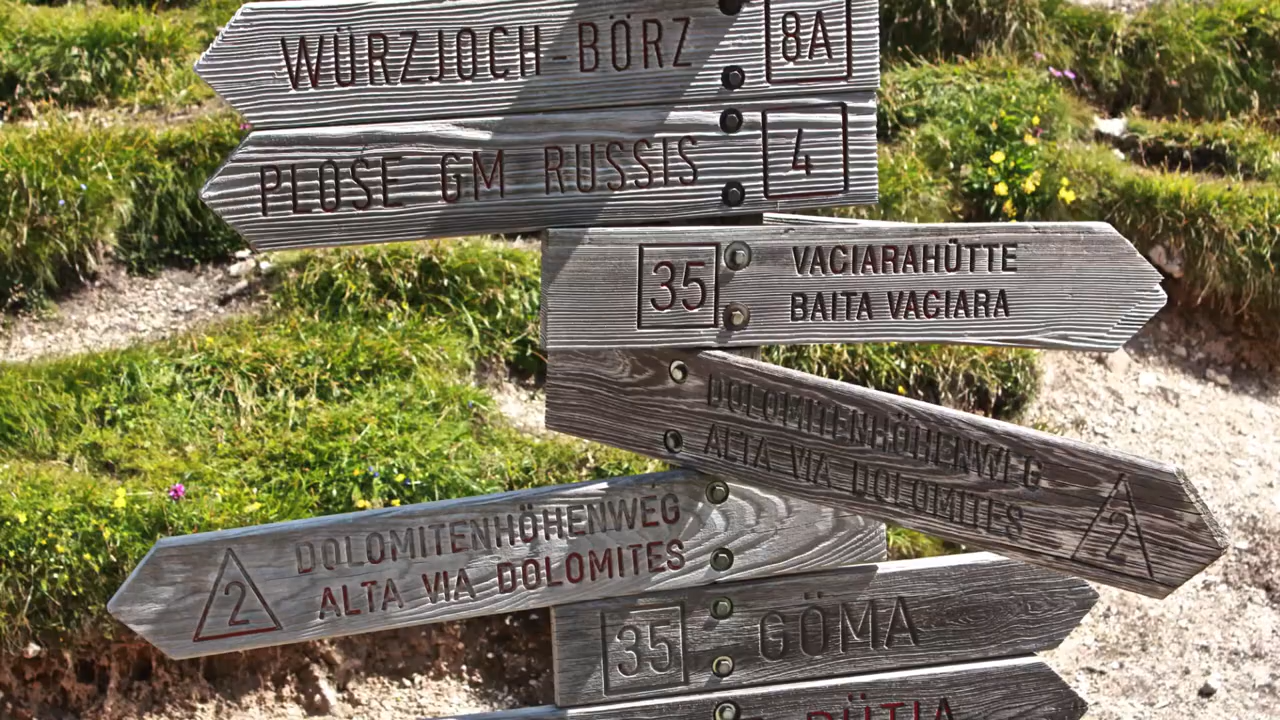 WÜRZJOCH-BÖRZ 8A
PLOSE GM RUSSIS 4
35 VACIARAHÜTTE
BAITA VACIARA
DOLOMITENHÖHENWEG
ALTA VIA DOLOMITES 2
DOLOMITENHÖHENWEG
2 ALTA VIA DOLOMITES
35 GÖMA
PÜTIA